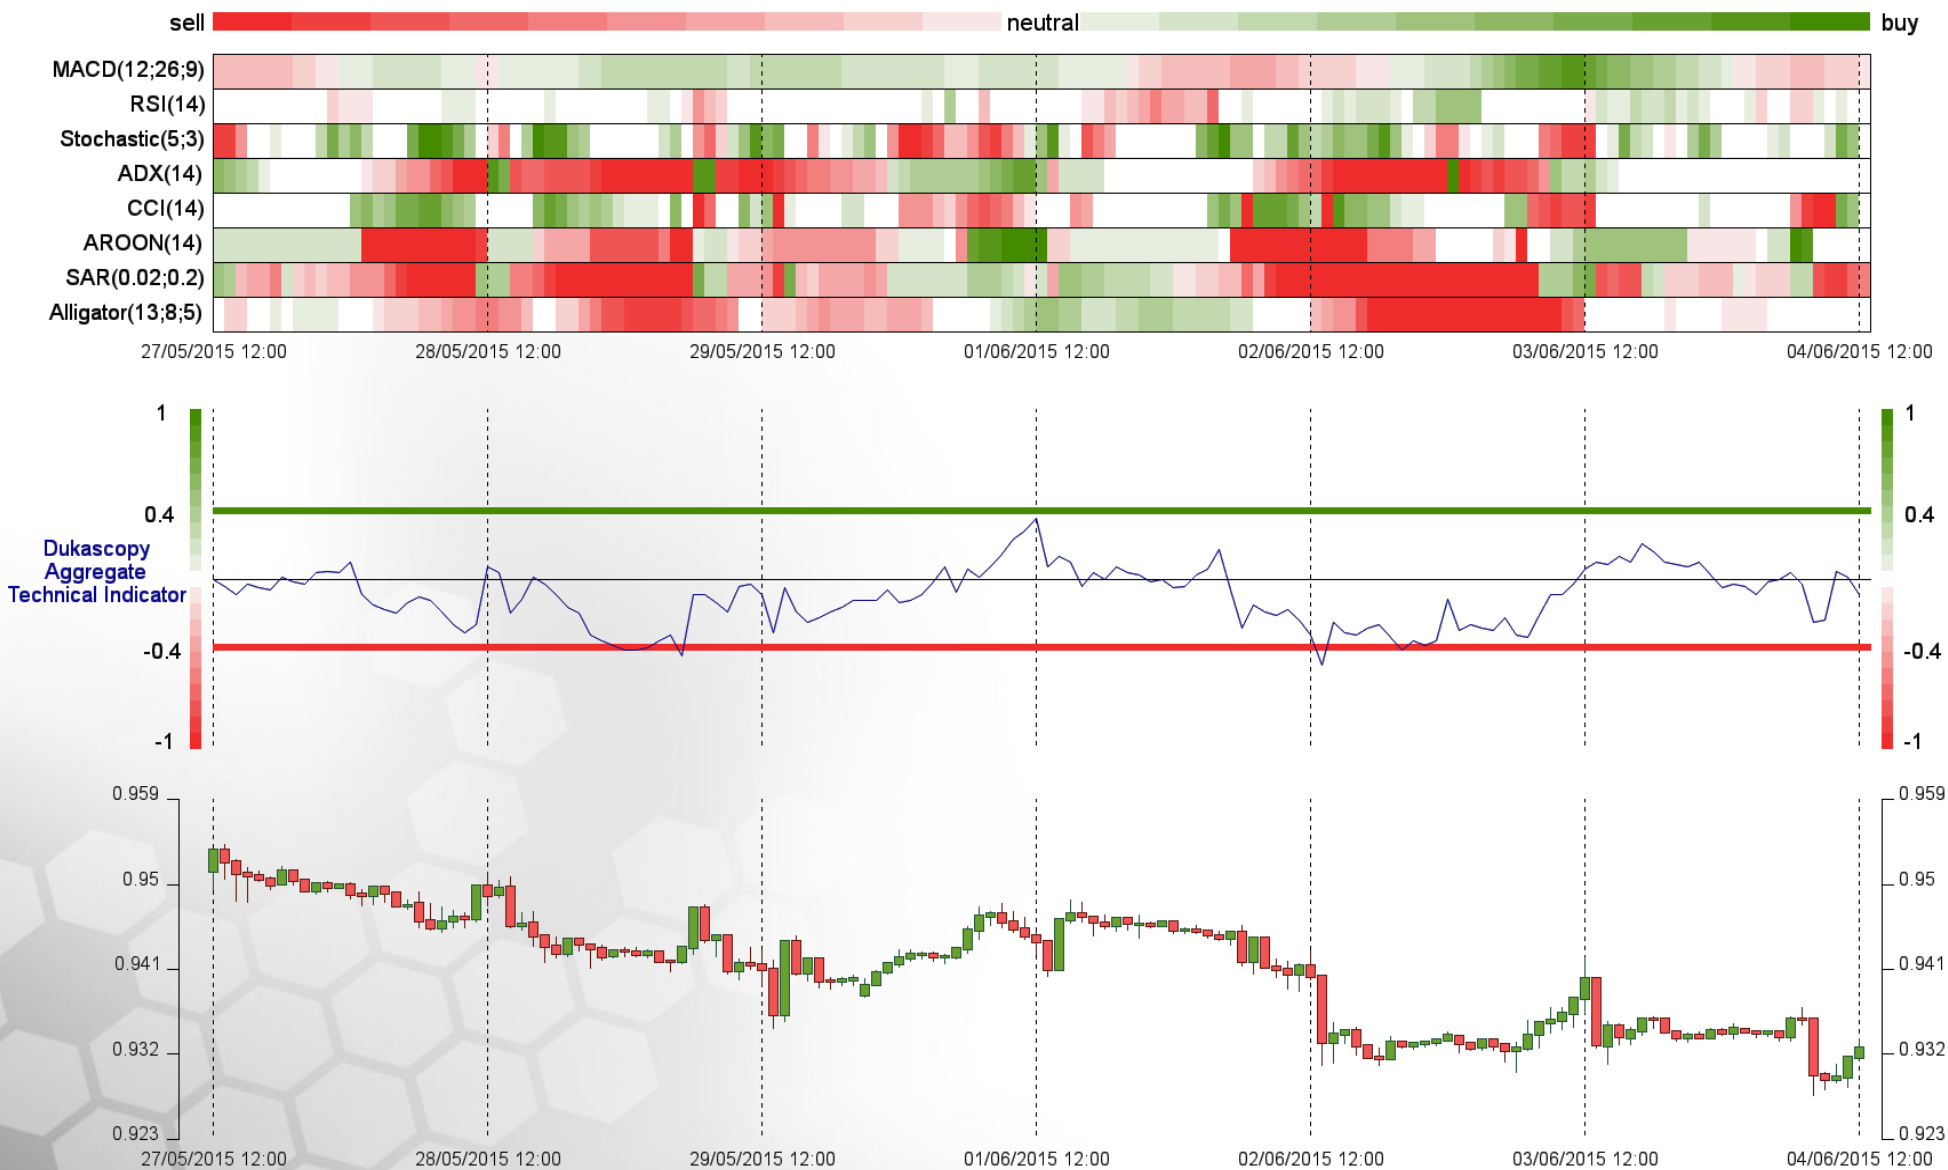 sell neutral buy
MACD(12;26;9)
RSI(14)
Stochastic(5;3)
ADX(14)
CCI(14)
AROON(14)
SAR(0.02;0.2)
Alligator(13;8;5)
27/05/2015 12:00 28/05/2015 12:00 29/05/2015 12:00 01/06/2015 12:00 02/06/2015 12:00 03/06/2015 12:00 04/06/2015 12:00
1 1
0.4 0.4
Dukascopy
Aggregate
Technical Indicator
-0.4 -0.4
-1 -1
0.959 0.959
0.95 0.95
0.941 0.941
0.932 0.932
0.923 0.923
27/05/2015 12:00 28/05/2015 12:00 29/05/2015 12:00 01/06/2015 12:00 02/06/2015 12:00 03/06/2015 12:00 04/06/2015 12:00